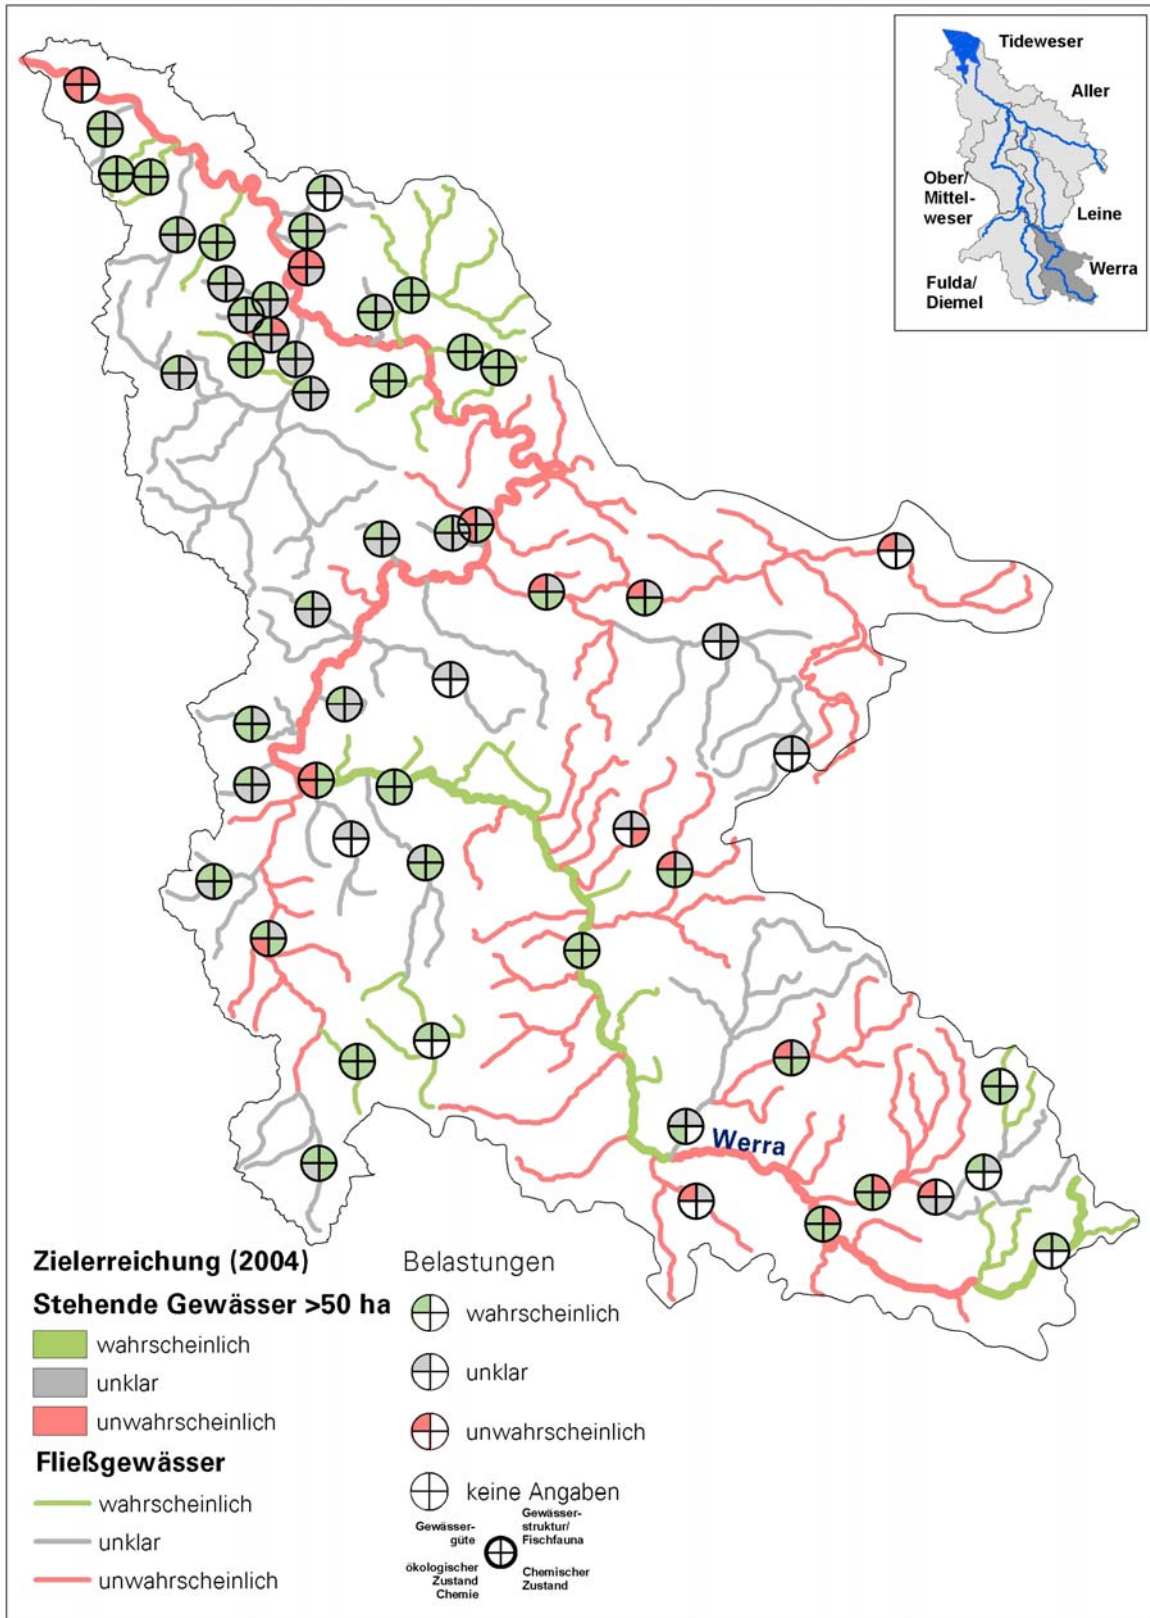 Tideweser
Aller
Ober/
Mittel-
weser
Leine
Werra
Fulda/
Diemel
Werra
Zielerreichung (2004)
Stehende Gewässer >50 ha
wahrscheinlich
unklar
unwahrscheinlich
Fließgewässer
wahrscheinlich
unklar
unwahrscheinlich
Belastungen
wahrscheinlich
unklar
unwahrscheinlich
keine Angaben
Gewässer-
güte
Gewässer-
struktur/
Fischfauna
ökologischer
Zustand
Chemie
Chemischer
Zustand